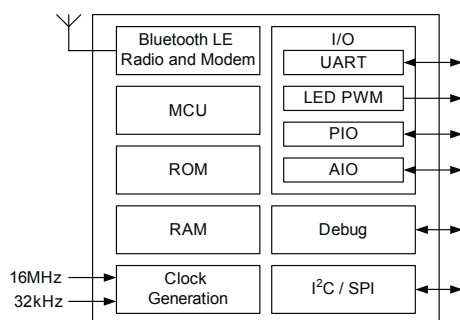 Bluetooth LE
Radio and Modem
MCU
ROM
RAM
16MHz
32kHz
Clock
Generation
I/O
UART
LED PWM
PIO
AIO
Debug
I²C / SPI